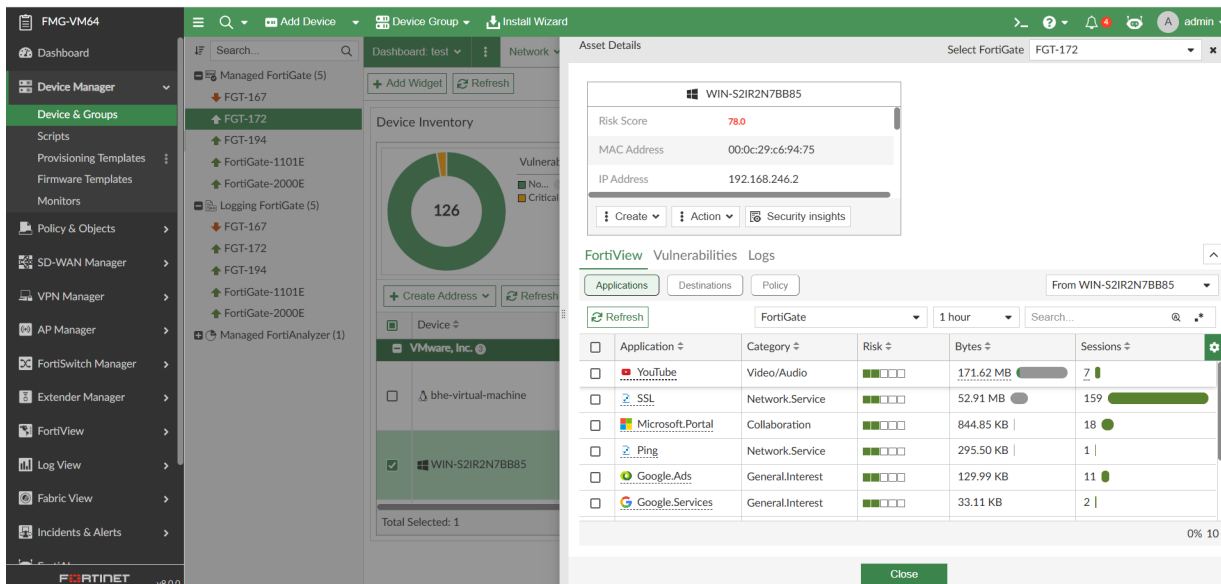 FMG-VM64
Add Device
Device Group
Install Wizard
4
A
admin
Dashboard
Device Manager
Device & Groups
Scripts
Provisioning Templates
Firmware Templates
Monitors
Policy & Objects
SD-WAN Manager
VPN Manager
AP Manager
FortiSwitch Manager
Extender Manager
FortiView
Log View
Fabric View
Incidents & Alerts
FORTINET
v8.0.0
Search...
Managed FortiGate (5)
FGT-167
FGT-172
FGT-194
FortiGate-1101E
FortiGate-2000E
Logging FortiGate (5)
FGT-167
FGT-172
FGT-194
FortiGate-1101E
FortiGate-2000E
Managed FortiAnalyzer (1)
Dashboard: test
Network
Add Widget
Refresh
Device Inventory
126
Vulnerab
No...
Critical
Create Address
Refresh
Device
VMware, Inc. 3
bhe-virtual-machine
WIN-S2IR2N7BB85
Total Selected: 1
Asset Details
Select FortiGate FGT-172
WIN-S2IR2N7BB85
Risk Score 78.0
MAC Address 00:0c:29:c6:94:75
IP Address 192.168.246.2
Create
Action
Security insights
FortiView Vulnerabilities Logs
Applications Destinations Policy
From WIN-S2IR2N7BB85
Refresh
FortiGate
1 hour
Search...
.*
Application Category Risk Bytes Sessions
YouTube Video/Audio 171.62 MB 7
SSL Network.Service 52.91 MB 159
Microsoft.Portal Collaboration 844.85 KB 18
Ping Network.Service 295.50 KB 1
Google.Ads General.Interest 129.99 KB 11
Google.Services General.Interest 33.11 KB 2
0% 10
Close